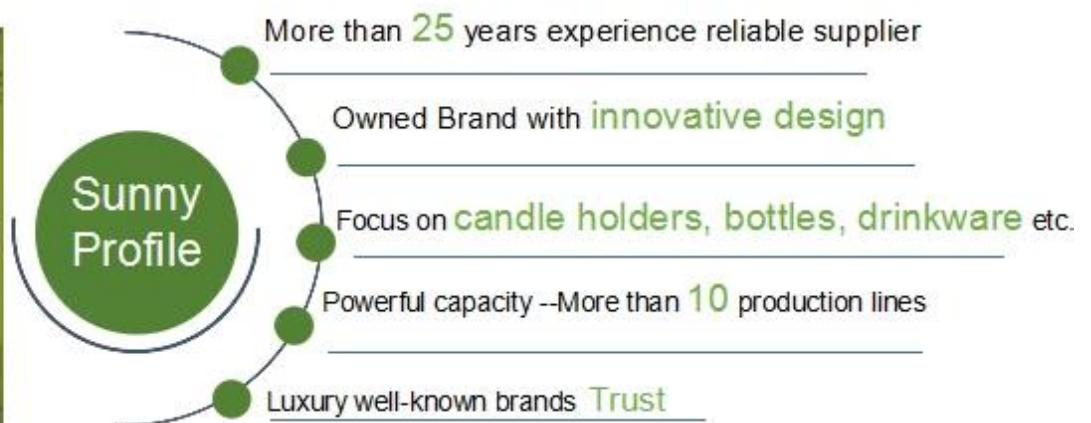 Sunny
Profile
More than 25 years experience reliable supplier
Owned Brand with innovative design
Focus on candle holders, bottles, drinkware etc.
Powerful capacity --More than 10 production lines
Luxury well-known brands Trust